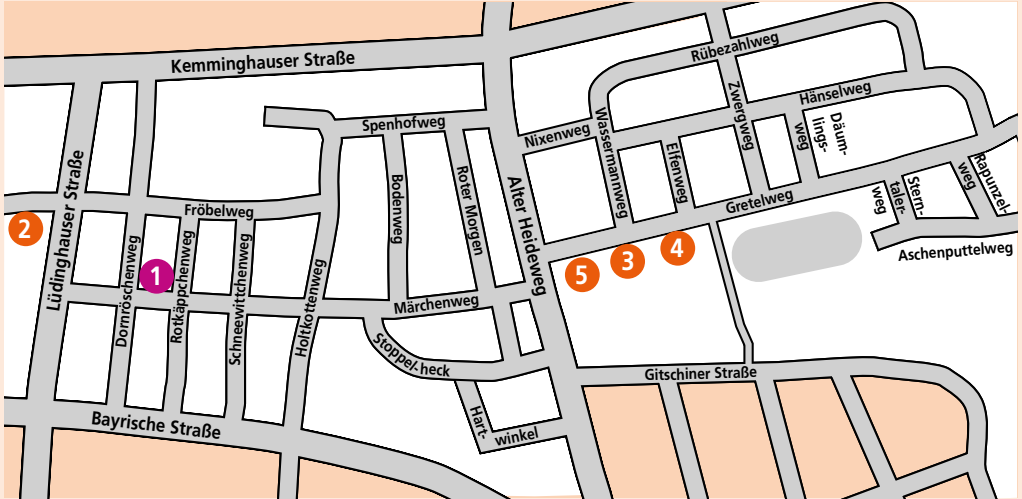 Kemminghauser Straße
Rübezahlweg
Hänselweg
Zwergweg
Däum-
lings-
weg
Wassermannweg
Nixenweg
Elfenweg
Spenhofweg
Bodenweg
Roter Morgen
Alter Heideweg
Gretelweg
Rapunzel-
weg
Stern-
taler-
weg
Aschenputtelweg
Lüdinghauser Straße
Fröbelweg
2
1
Dornröschenweg
Rotkäppchenweg
Schneewittchenweg
Holtkottenweg
Märchenweg
5
3
4
Stoppel-heck
Gitschiner Straße
Hart-
winkel
Bayrische Straße